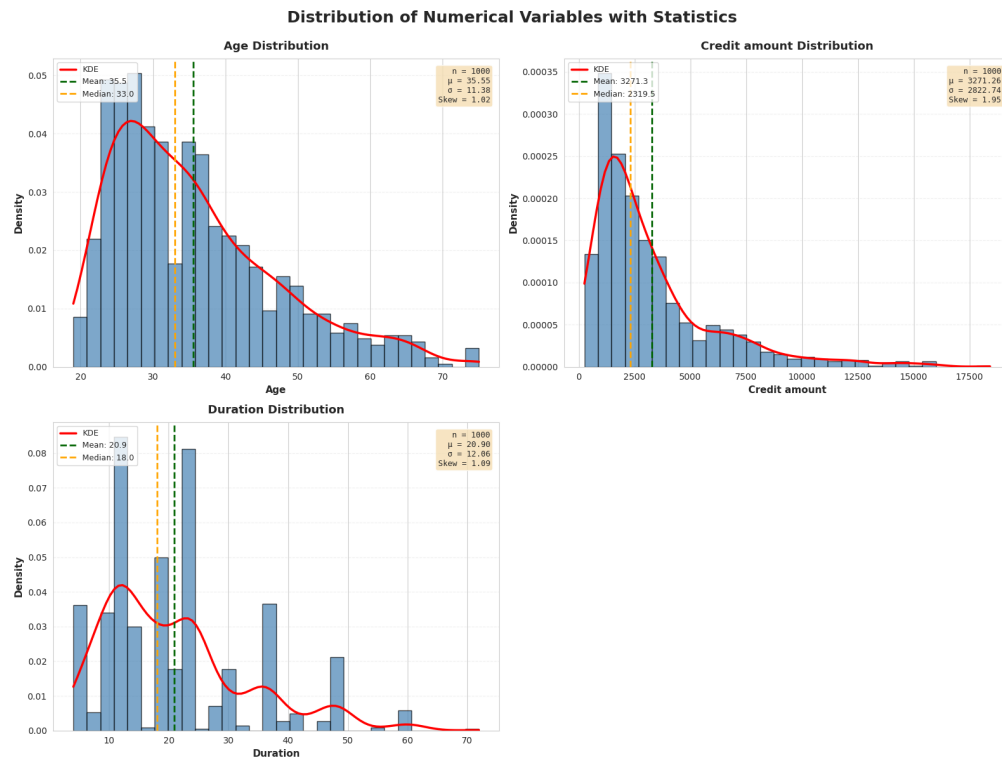 Distribution of Numerical Variables with Statistics
Age Distribution
KDE
Mean: 35.5
Median: 33.0
n = 1000
μ = 35.55
σ = 11.38
Skew = 1.02
0.05
0.04
0.03
0.02
0.01
0.00
Density
20 30 40 50 60 70
Age
Credit amount Distribution
KDE
Mean: 3271.3
Median: 2319.5
n = 1000
μ = 3271.26
σ = 2822.74
Skew = 1.95
0.00035
0.00030
0.00025
0.00020
0.00015
0.00010
0.00005
0.00000
Density
0 2500 5000 7500 10000 12500 15000 17500
Credit amount
Duration Distribution
KDE
Mean: 20.9
Median: 18.0
n = 1000
μ = 20.90
σ = 12.06
Skew = 1.09
0.08
0.07
0.06
0.05
0.04
0.03
0.02
0.01
0.00
Density
10 20 30 40 50 60 70
Duration